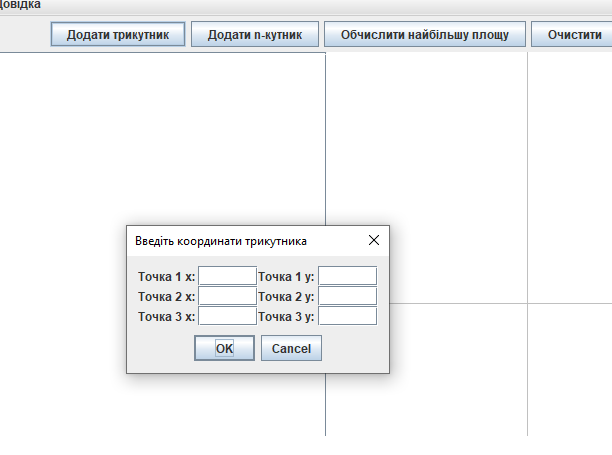 Довідка
Додати трикутник Додати n-кутник Обчислити найбільшу площу Очистити
Введіть координати трикутника
Точка 1 x: Точка 1 y:
Точка 2 x: Точка 2 y:
Точка 3 x: Точка 3 y:
OK Cancel